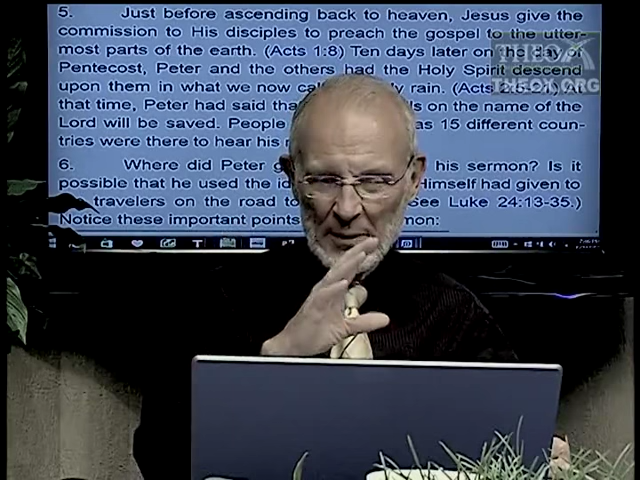 5. Just before ascending back to heaven, Jesus give the
commission to His disciples to preach the gospel to the utter-
most parts of the earth. (Acts 1:8) Ten days later on the day of
Pentecost, Peter and the others had the Holy Spirit descend
upon them in what we now rain. (Acts
that time, Peter had said tha on the name of the
Lord will be saved. People as 15 different coun-
tries were there to hear his
6. Where did Peter g his sermon? Is it
possible that he used the Himself had given to
travelers on the road to See Luke 24:13-35.)
Notice these important points mon:
THEOX
THEOX.ORG